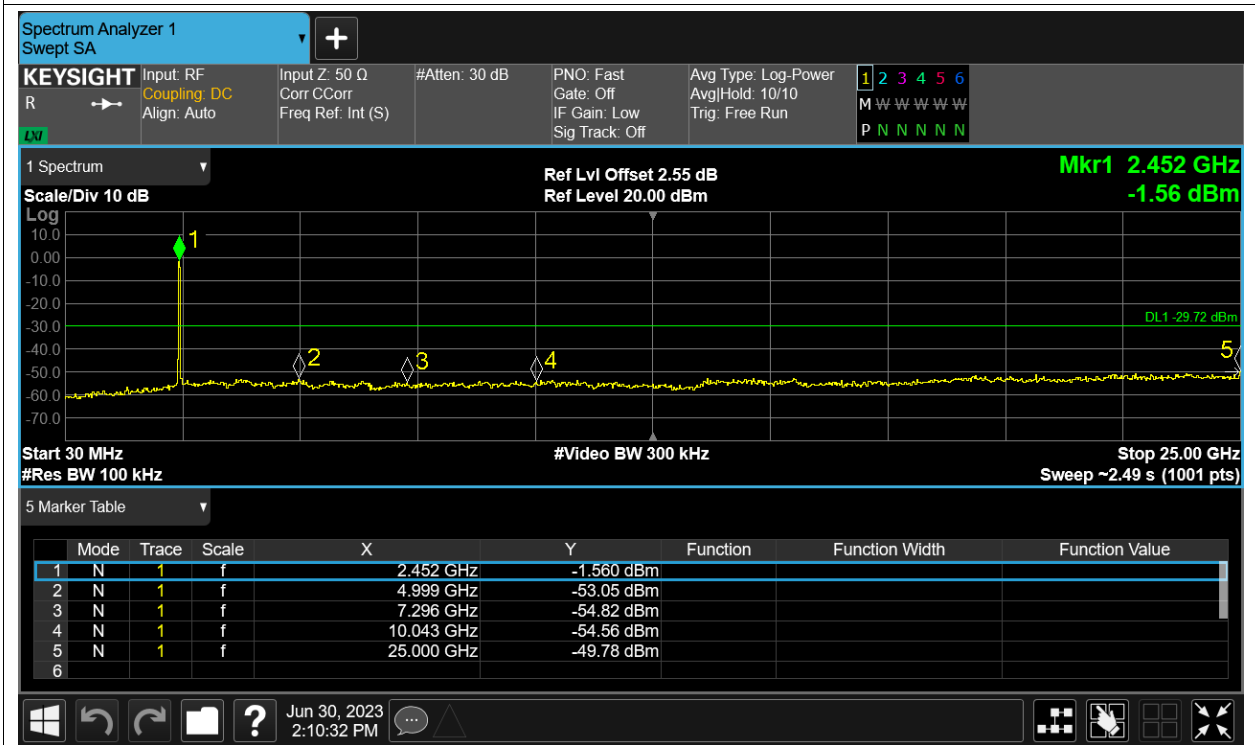 Spectrum Analyzer 1
Swept SA
KEYSIGHT
R
LXI
Input: RF
Coupling: DC
Align: Auto
Input Z: 50 Ω
Corr CCorr
Freq Ref: Int (S)
#Atten: 30 dB
PNO: Fast
Gate: Off
IF Gain: Low
Sig Track: Off
Avg Type: Log-Power
Avg|Hold: 10/10
Trig: Free Run
1 2 3 4 5 6
M W W W W W
P N N N N N
1 Spectrum
Scale/Div 10 dB
Ref Lvl Offset 2.55 dB
Ref Level 20.00 dBm
Mkr1 2.452 GHz
-1.56 dBm
Log
10.0
0.00
-10.0
-20.0
-30.0
-40.0
-50.0
-60.0
-70.0
1
2
3
4
5
DL1 -29.72 dBm
Start 30 MHz
#Res BW 100 kHz
#Video BW 300 kHz
Stop 25.00 GHz
Sweep ~2.49 s (1001 pts)
5 Marker Table
Mode Trace Scale X Y Function Function Width Function Value
1 N 1 f 2.452 GHz -1.560 dBm
2 N 1 f 4.999 GHz -53.05 dBm
3 N 1 f 7.296 GHz -54.82 dBm
4 N 1 f 10.043 GHz -54.56 dBm
5 N 1 f 25.000 GHz -49.78 dBm
6
?
Jun 30, 2023
2:10:32 PM